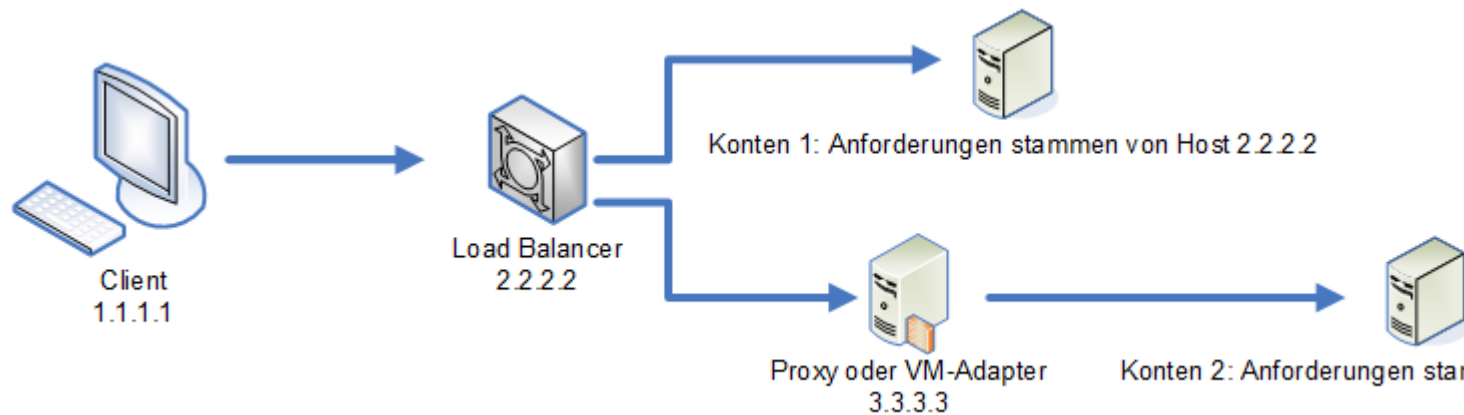 Konten 1: Anforderungen stammen von Host 2.2.2.2
Load Balancer
2.2.2.2
Client
1.1.1.1
Proxy oder VM-Adapter
3.3.3.3
Konten 2: Anforderungen